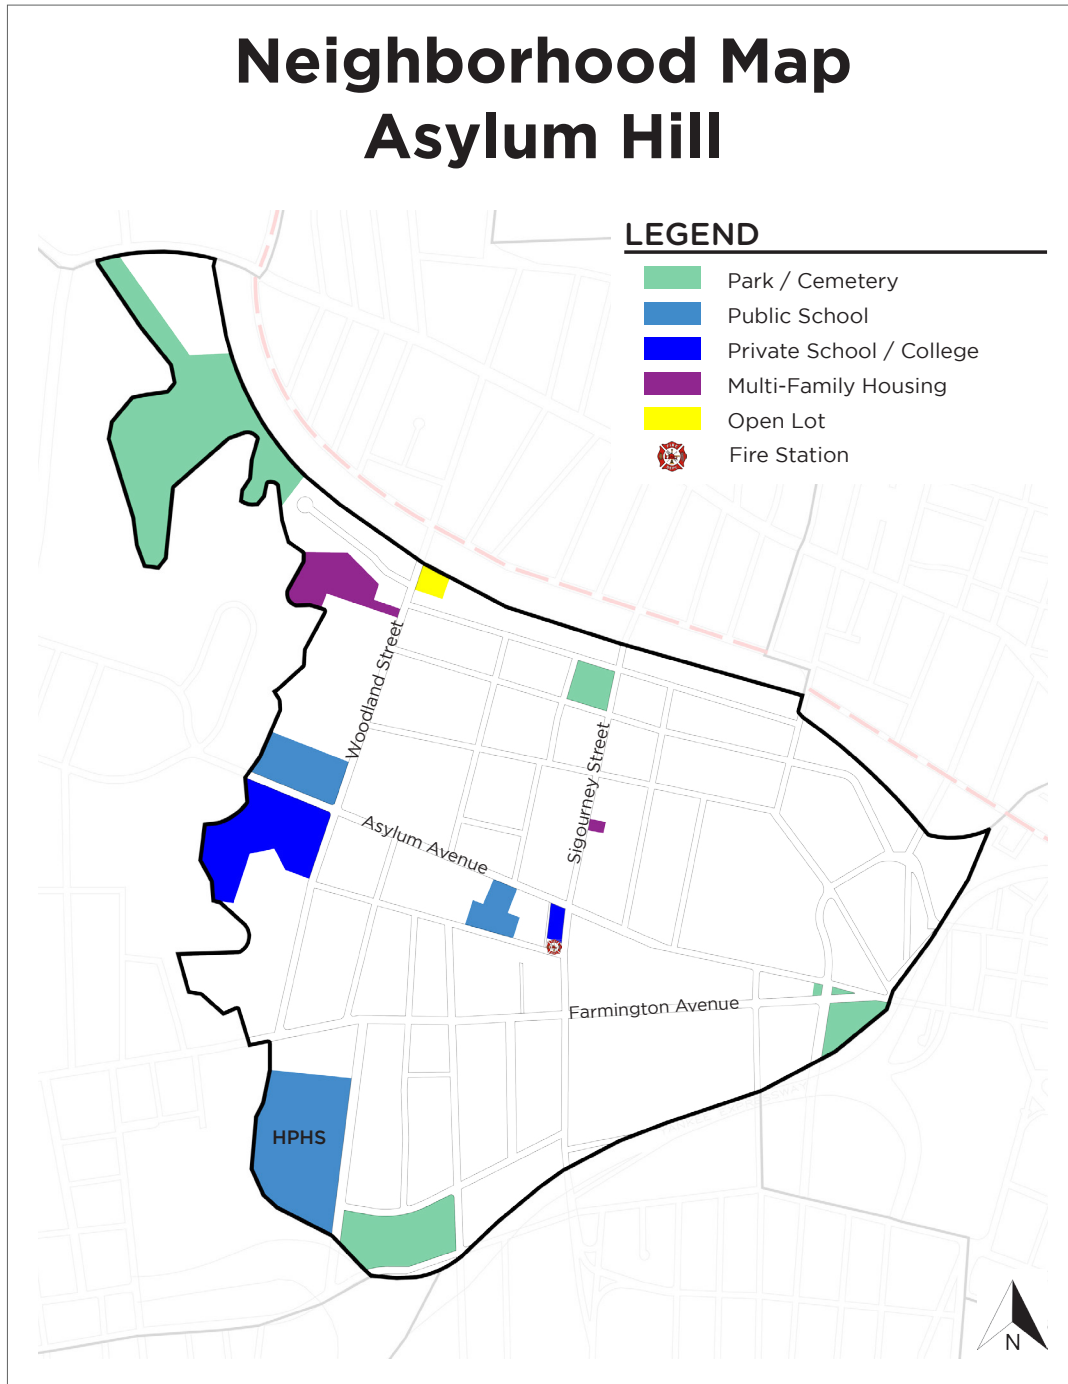 Neighborhood Map
Asylum Hill
LEGEND
Park / Cemetery
Public School
Private School / College
Multi-Family Housing
Open Lot
Fire Station
Woodland Street
Sigourney Street
Asylum Avenue
Farmington Avenue
HPHS
N